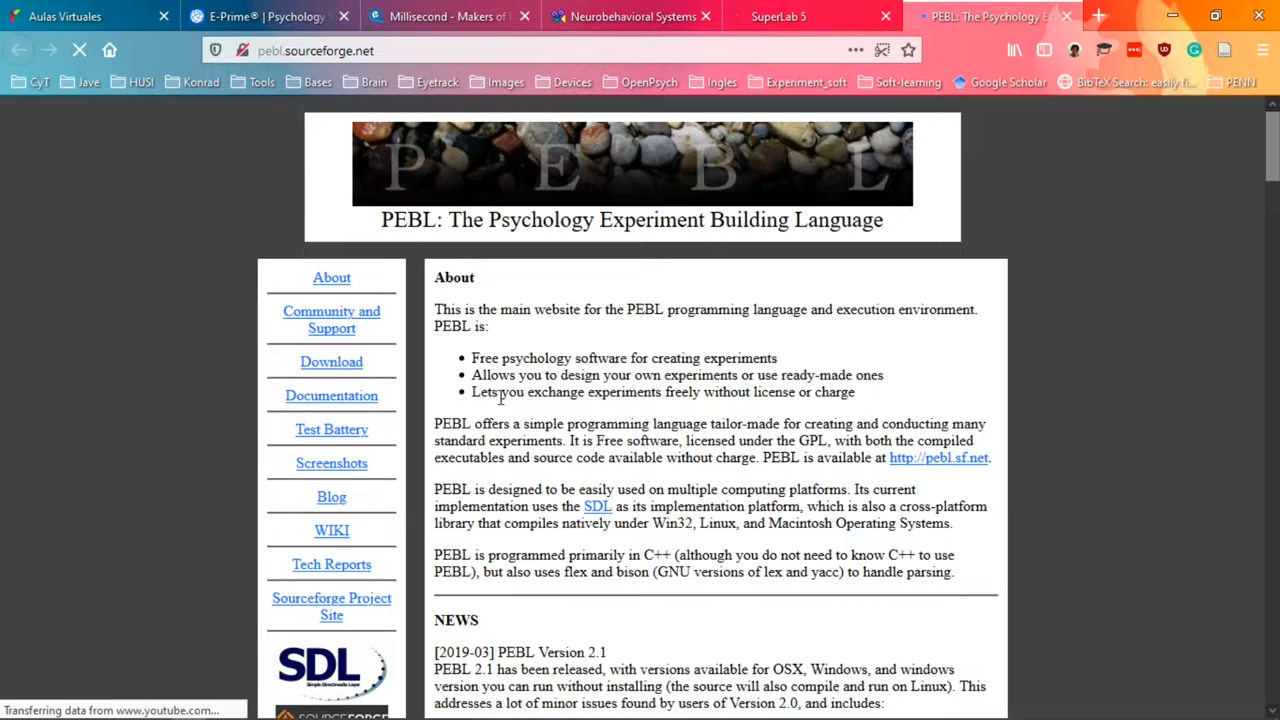 Aulas Virtuales
E-Prime® | Psychology S
Millisecond - Makers of I
Neurobehavioral Systems
SuperLab 5
PEBL: The Psychology Ex
pebl.sourceforge.net
CyT
Jave
HUSI
Konrad
Tools
Bases
Brain
Eyetrack
Images
Devices
OpenPsych
Ingles
Experiment_soft
Soft-learning
Google Scholar
BibTeX Search: easily fi...
PENN
PEBL
PEBL: The Psychology Experiment Building Language
About
Community and
Support
Download
Documentation
Test Battery
Screenshots
Blog
WIKI
Tech Reports
Sourceforge Project
Site
SDL
About
This is the main website for the PEBL programming language and execution environment.
PEBL is:
• Free psychology software for creating experiments
• Allows you to design your own experiments or use ready-made ones
• Lets you exchange experiments freely without license or charge
PEBL offers a simple programming language tailor-made for creating and conducting many
standard experiments. It is Free software, licensed under the GPL, with both the compiled
executables and source code available without charge. PEBL is available at http://pebl.sf.net.
PEBL is designed to be easily used on multiple computing platforms. Its current
implementation uses the SDL as its implementation platform, which is also a cross-platform
library that compiles natively under Win32, Linux, and Macintosh Operating Systems.
PEBL is programmed primarily in C++ (although you do not need to know C++ to use
PEBL), but also uses flex and bison (GNU versions of lex and yacc) to handle parsing.
NEWS
[2019-03] PEBL Version 2.1
PEBL 2.1 has been released, with versions available for OSX, Windows, and windows
version you can run without installing (the source will also compile and run on Linux). This
addresses a lot of minor issues found by users of Version 2.0, and includes:
Transferring data from www.youtube.com...